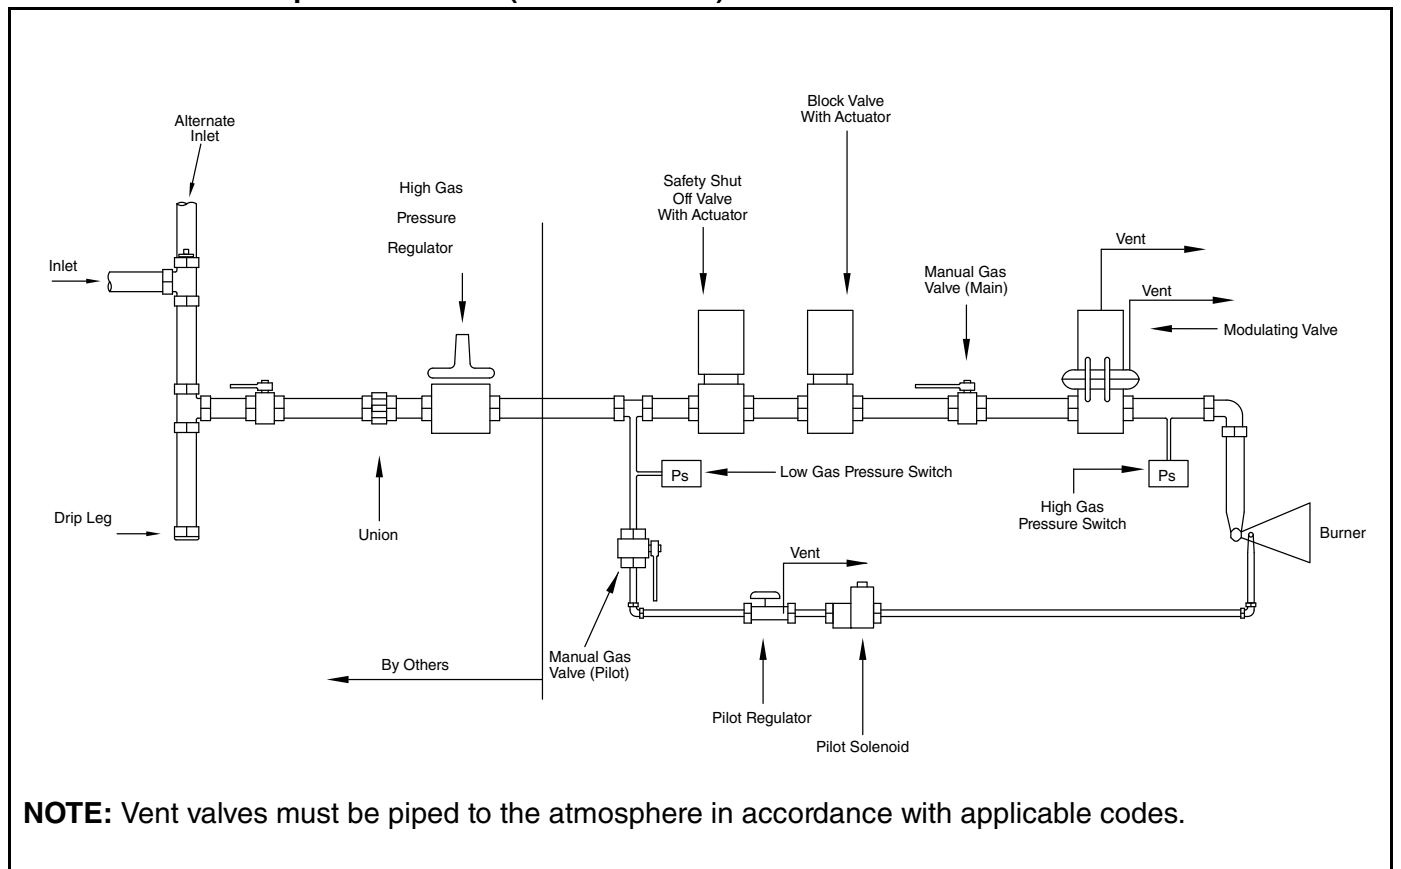 Alternate
Inlet
Block Valve
With Actuator
High Gas
Pressure
Regulator
Safety Shut
Off Valve
With Actuator
Vent
Inlet
Manual Gas
Valve (Main)
Vent
Modulating Valve
Ps
Low Gas Pressure Switch
Ps
High Gas
Pressure Switch
Drip Leg
Union
Burner
Vent
Manual Gas
Valve (Pilot)
By Others
Pilot Regulator
Pilot Solenoid
NOTE: Vent valves must be piped to the atmosphere in accordance with applicable codes.